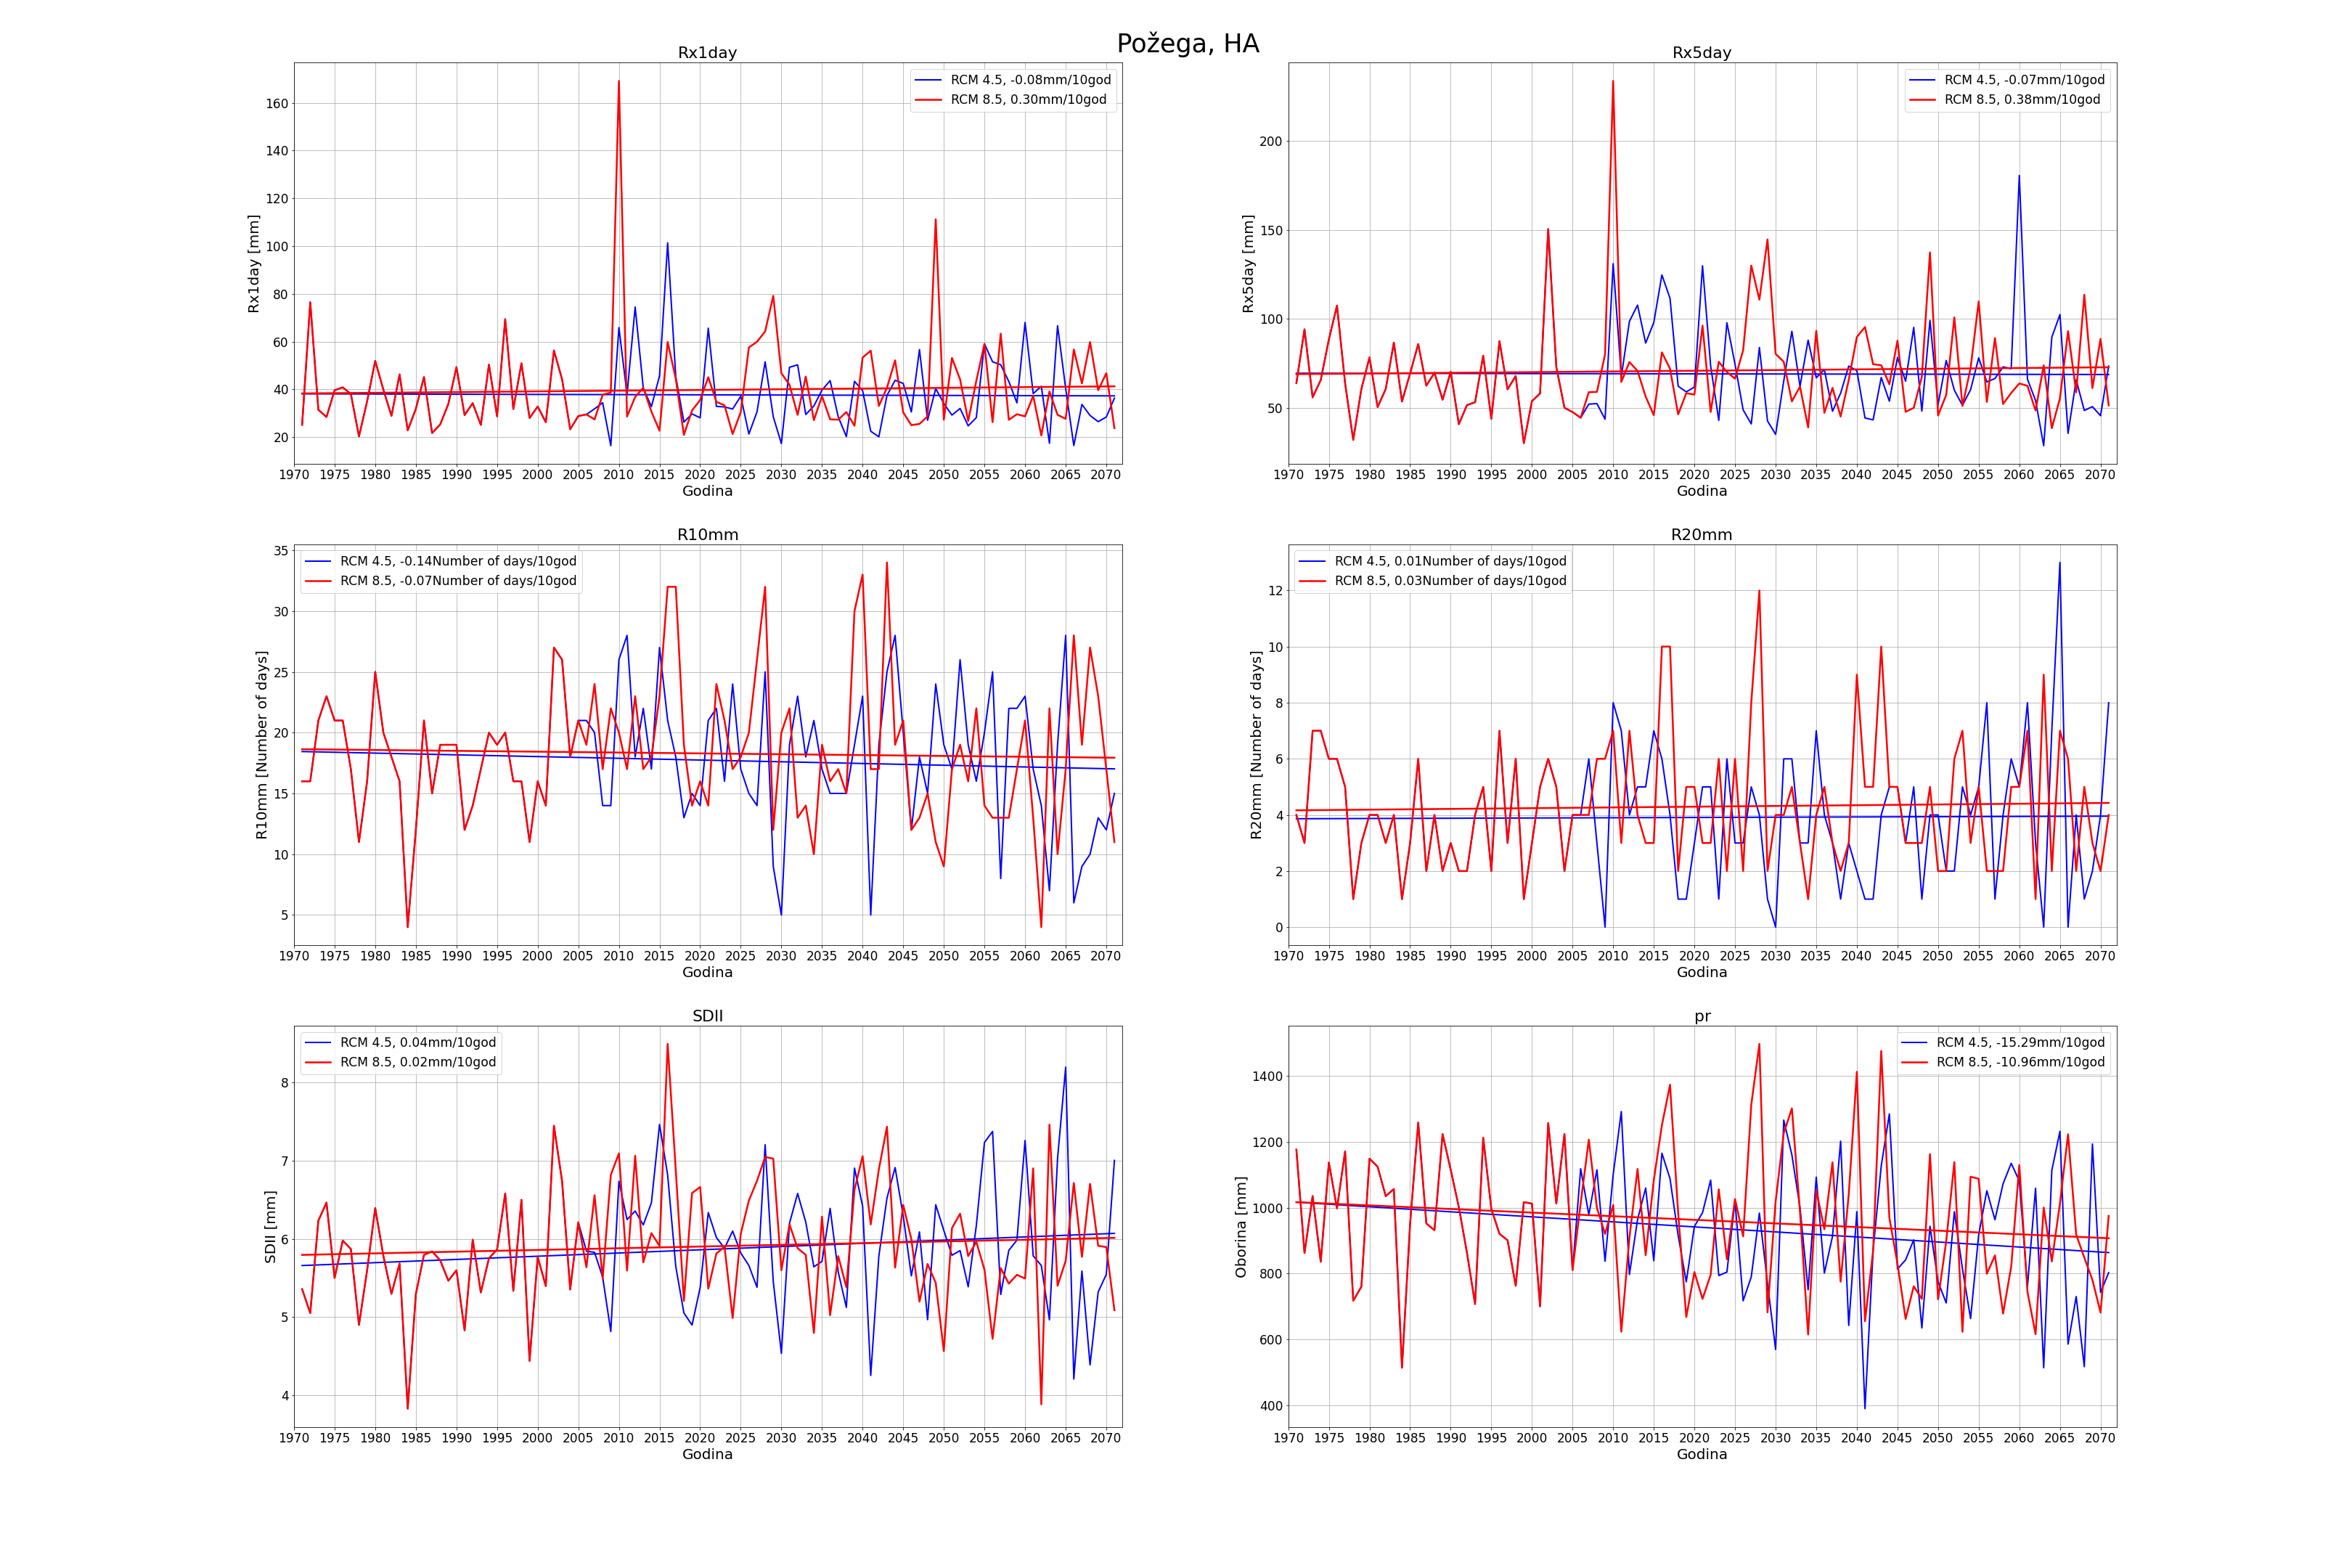 Požega, HA
Rx1day
RCM 4.5, -0.08mm/10god
RCM 8.5, 0.30mm/10god
Rx1day [mm]
160
140
120
100
80
60
40
20
1970 1975 1980 1985 1990 1995 2000 2005 2010 2015 2020 2025 2030 2035 2040 2045 2050 2055 2060 2065 2070
Godina
Rx5day
RCM 4.5, -0.07mm/10god
RCM 8.5, 0.38mm/10god
Rx5day [mm]
200
150
100
50
1970 1975 1980 1985 1990 1995 2000 2005 2010 2015 2020 2025 2030 2035 2040 2045 2050 2055 2060 2065 2070
Godina
R10mm
RCM 4.5, -0.14Number of days/10god
RCM 8.5, -0.07Number of days/10god
R10mm [Number of days]
35
30
25
20
15
10
5
1970 1975 1980 1985 1990 1995 2000 2005 2010 2015 2020 2025 2030 2035 2040 2045 2050 2055 2060 2065 2070
Godina
R20mm
RCM 4.5, 0.01Number of days/10god
RCM 8.5, 0.03Number of days/10god
R20mm [Number of days]
12
10
8
6
4
2
0
1970 1975 1980 1985 1990 1995 2000 2005 2010 2015 2020 2025 2030 2035 2040 2045 2050 2055 2060 2065 2070
Godina
SDII
RCM 4.5, 0.04mm/10god
RCM 8.5, 0.02mm/10god
SDII [mm]
8
7
6
5
4
1970 1975 1980 1985 1990 1995 2000 2005 2010 2015 2020 2025 2030 2035 2040 2045 2050 2055 2060 2065 2070
Godina
pr
RCM 4.5, -15.29mm/10god
RCM 8.5, -10.96mm/10god
Oborina [mm]
1400
1200
1000
800
600
400
1970 1975 1980 1985 1990 1995 2000 2005 2010 2015 2020 2025 2030 2035 2040 2045 2050 2055 2060 2065 2070
Godina